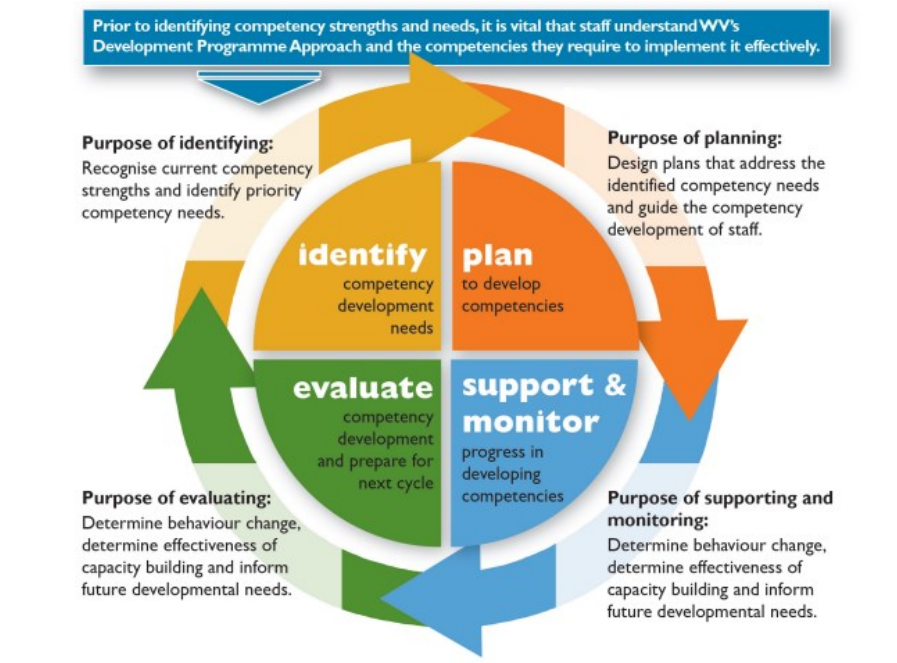 Prior to identifying competency strengths and needs, it is vital that staff understand WV's
Development Programme Approach and the competencies they require to implement it effectively.
Purpose of identifying:
Recognise current competency
strengths and identify priority
competency needs.
Purpose of planning:
Design plans that address the
identified competency needs
and guide the competency
development of staff.
identify
competency
development
needs
plan
to develop
competencies
evaluate
competency
development
and prepare for
next cycle
support &
monitor
progress in
developing
competencies
Purpose of evaluating:
Determine behaviour change,
determine effectiveness of
capacity building and inform
future developmental needs.
Purpose of supporting and
monitoring:
Determine behaviour change,
determine effectiveness of
capacity building and inform
future developmental needs.